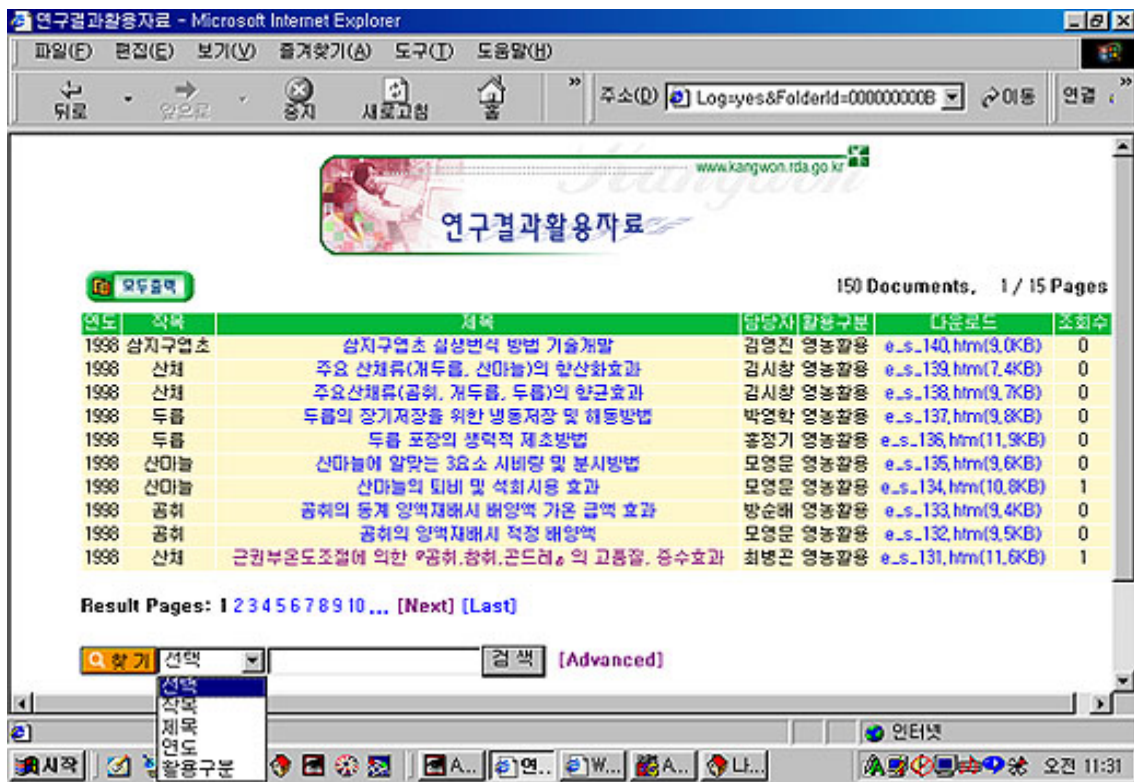 연구결과활용자료 - Microsoft Internet Explorer
파일(F) 편집(E) 보기(V) 즐겨찾기(A) 도구(T) 도움말(H)
뒤로 앞으로 중지 새로고침 홈 » 주소(D) Log=yes&FolderId=000000000B 이동 연결 »
www.kangwon.rda.go.kr
Kangwon
연구결과활용자료
모두출력 150 Documents, 1 / 15 Pages
연도 작목 제목 담당자 활용구분 다운로드 조회수
1998 삼지구엽초 삼지구엽초 실생번식 방법 기술개발 김영진 영농활용 e_s_140.htm(9.0KB) 0
1998 산채 주요 산채류(개두릅, 산마늘)의 항산화효과 김시창 영농활용 e_s_139.htm(7.4KB) 0
1998 산채 주요산채류(곰취, 개두릅, 두릅)의 항균효과 김시창 영농활용 e_s_138.htm(9.7KB) 0
1998 두릅 두릅의 장기저장을 위한 냉동저장 및 해동방법 박영학 영농활용 e_s_137.htm(9.8KB) 0
1998 두릅 두릅 포장의 생력적 제초방법 홍정기 영농활용 e_s_136.htm(11.9KB) 0
1998 산마늘 산마늘에 알맞는 3요소 시비량 및 분시방법 모영문 영농활용 e_s_135.htm(9.6KB) 0
1998 산마늘 산마늘의 퇴비 및 석회시용 효과 모영문 영농활용 e_s_134.htm(10.8KB) 1
1998 곰취 곰취의 동계 양액재배시 배양액 가온 급액 효과 방순배 영농활용 e_s_133.htm(9.4KB) 0
1998 곰취 곰취의 양액재배시 적정 배양액 모영문 영농활용 e_s_132.htm(9.5KB) 0
1998 산채 근권부온도조절에 의한 『곰취,참취,곤드레』의 고품질, 증수효과 최병곤 영농활용 e_s_131.htm(11.6KB) 1
Result Pages: 1 2 3 4 5 6 7 8 9 10 ... [Next] [Last]
찾기 선택 검색 [Advanced]
선택
작목
제목
연도
활용구분
인터넷
시작 A... 연.. W... A... 나... 오전 11:31